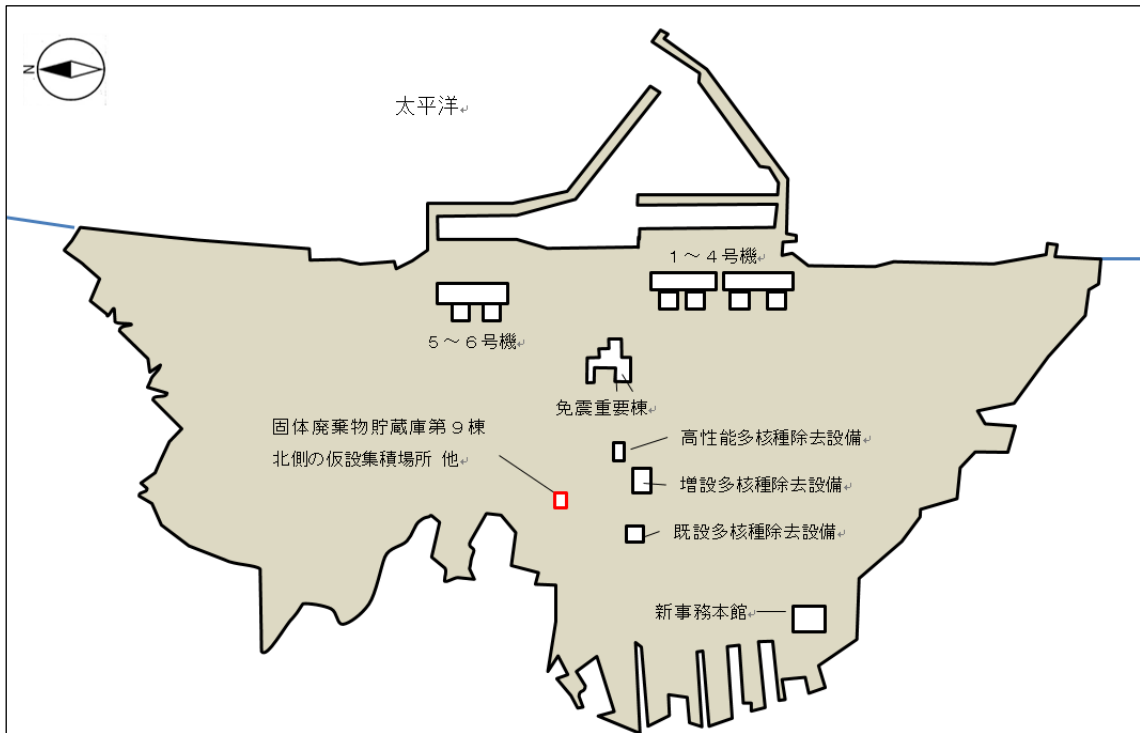 N
太平洋
1～4号機
5～6号機
免震重要棟
固体廃棄物貯蔵庫第9棟
北側の仮設集積場所 他
高性能多核種除去設備
増設多核種除去設備
既設多核種除去設備
新事務本館